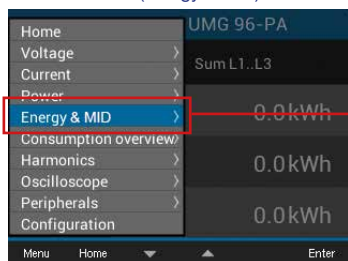 UMG 96-PA
Home
Voltage
Current
Power
Energy & MID
Consumption overview
Harmonics
Oscilloscope
Peripherals
Configuration
Sum L1..L3
0.0kWh
0.0kWh
0.0kWh
Menu Home Enter